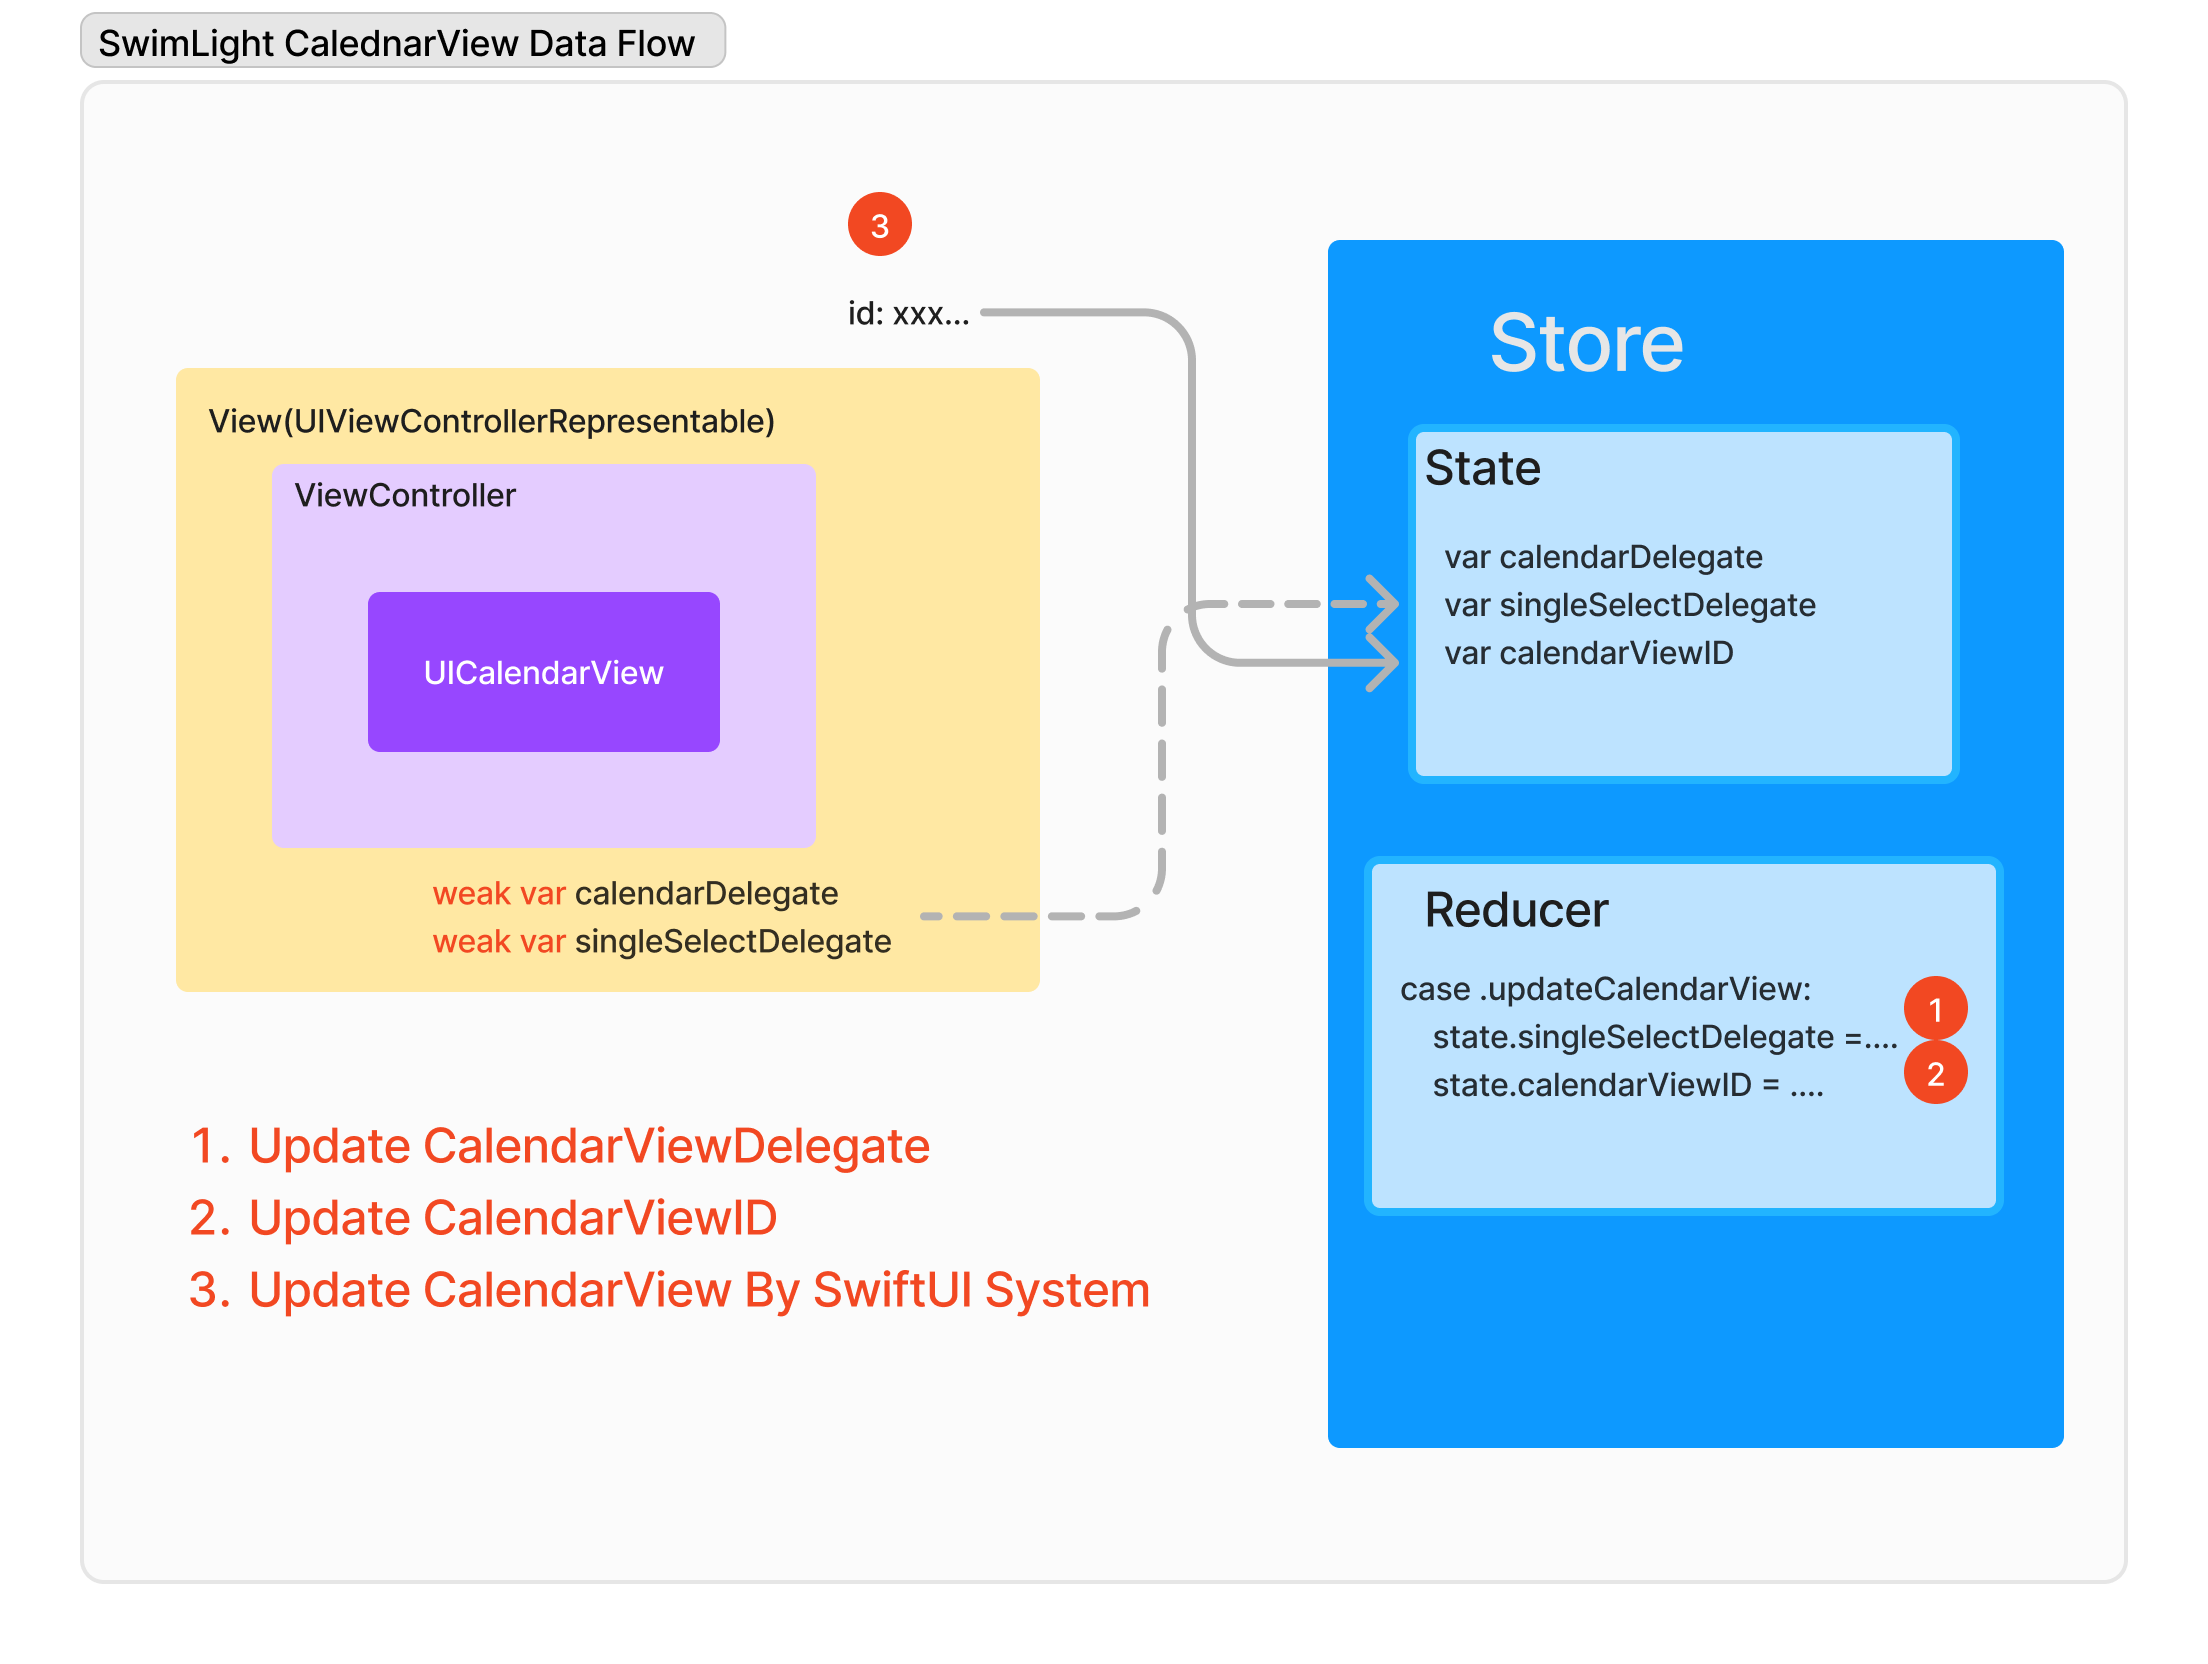 SwimLight CalednarView Data Flow
3
id: xxx...
View(UIViewControllerRepresentable)
ViewController
UICalendarView
weak var calendarDelegate
weak var singleSelectDelegate
Store
State
var calendarDelegate
var singleSelectDelegate
var calendarViewID
Reducer
case .updateCalendarView:
state.singleSelectDelegate =....
state.calendarViewID = ....
1
2
1. Update CalendarViewDelegate
2. Update CalendarViewID
3. Update CalendarView By SwiftUI System